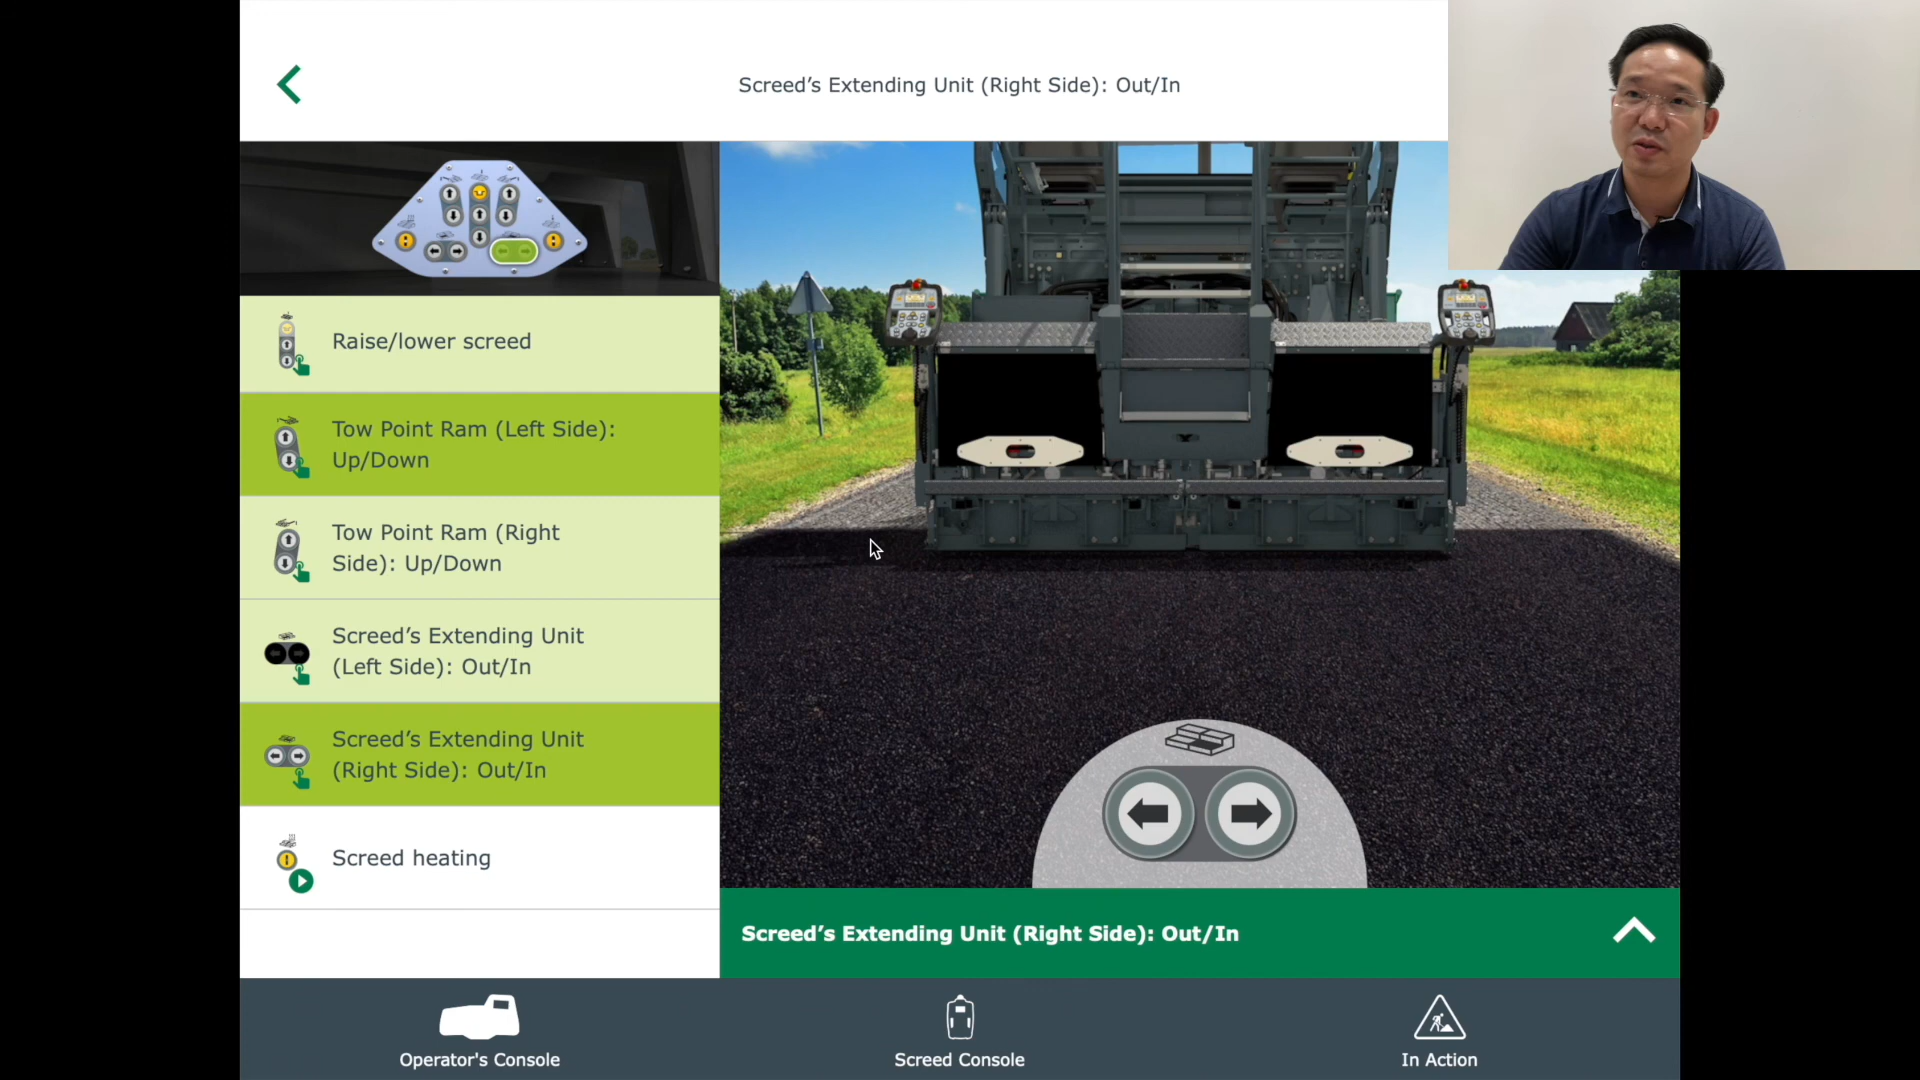 Screed’s Extending Unit (Right Side): Out/In
Raise/lower screed
Tow Point Ram (Left Side):
Up/Down
Tow Point Ram (Right
Side): Up/Down
Screed’s Extending Unit
(Left Side): Out/In
Screed’s Extending Unit
(Right Side): Out/In
Screed heating
Screed’s Extending Unit (Right Side): Out/In
Operator's Console
Screed Console
In Action